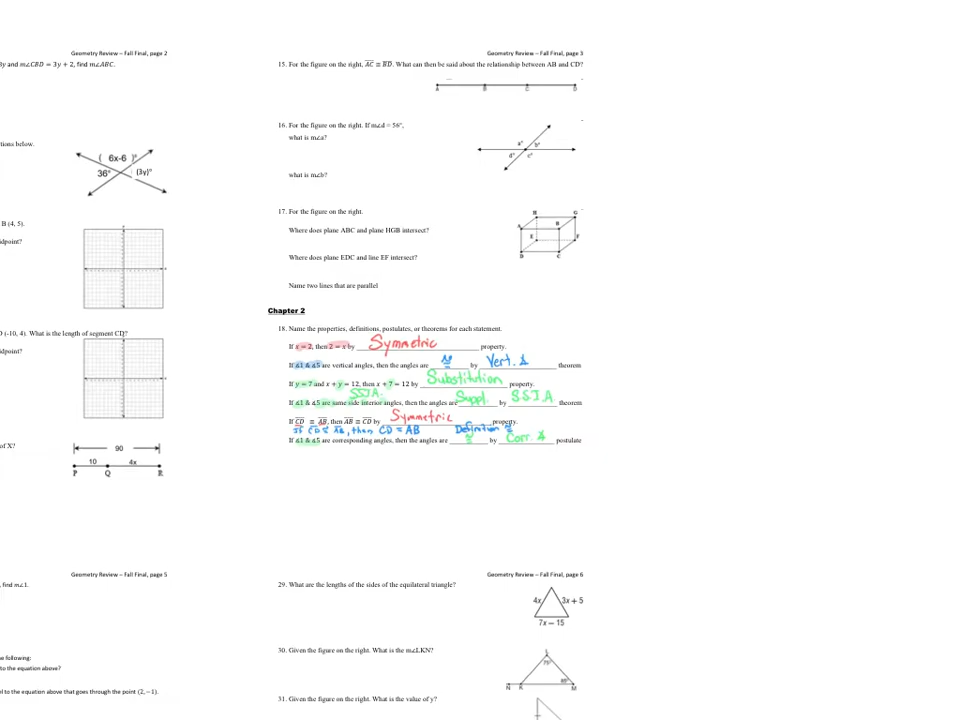 Geometry Review – Fall Final, page 2
3y and m∠CBD = 3y + 2, find m∠ABC.
tions below.
( 6x-6 )°
36°
(3y)°
B (4, 5).
idpoint?
D (-10, 4). What is the length of segment CD?
idpoint?
of X?
90
10 4x
P Q R
Geometry Review – Fall Final, page 3
15. For the figure on the right, AC ≅ BD. What can then be said about the relationship between AB and CD?
A B C D
16. For the figure on the right. If m∠d = 56°,
what is m∠a?
a° b°
d° c°
what is m∠b?
17. For the figure on the right.
H G
A B
E F
D C
Where does plane ABC and plane HGB intersect?
Where does plane EDC and line EF intersect?
Name two lines that are parallel
Chapter 2
18. Name the properties, definitions, postulates, or theorems for each statement.
If x = 2, then 2 = x by Symmetric property.
If ∡1 & ∡5 are vertical angles, then the angles are ≅ by Vert. ∡ theorem
If y = 7 and x + y = 12, then x + 7 = 12 by Substitution property.
SSIA.
If ∡1 & ∡5 are same side interior angles, then the angles are Suppl. by SSIA theorem
If CD ≅ AB, then AB ≅ CD by Symmetric property.
If CD ≅ AB, then CD = AB Definition ≅
If ∡1 & ∡5 are corresponding angles, then the angles are ≅ by Corr. ∡ postulate
Geometry Review – Fall Final, page 5
, find m∠1.
e following:
to the equation above?
el to the equation above that goes through the point (2, −1).
Geometry Review – Fall Final, page 6
29. What are the lengths of the sides of the equilateral triangle?
4x 3x + 5
7x − 15
30. Given the figure on the right. What is the m∠LKN?
L
75°
N K M
31. Given the figure on the right. What is the value of y?